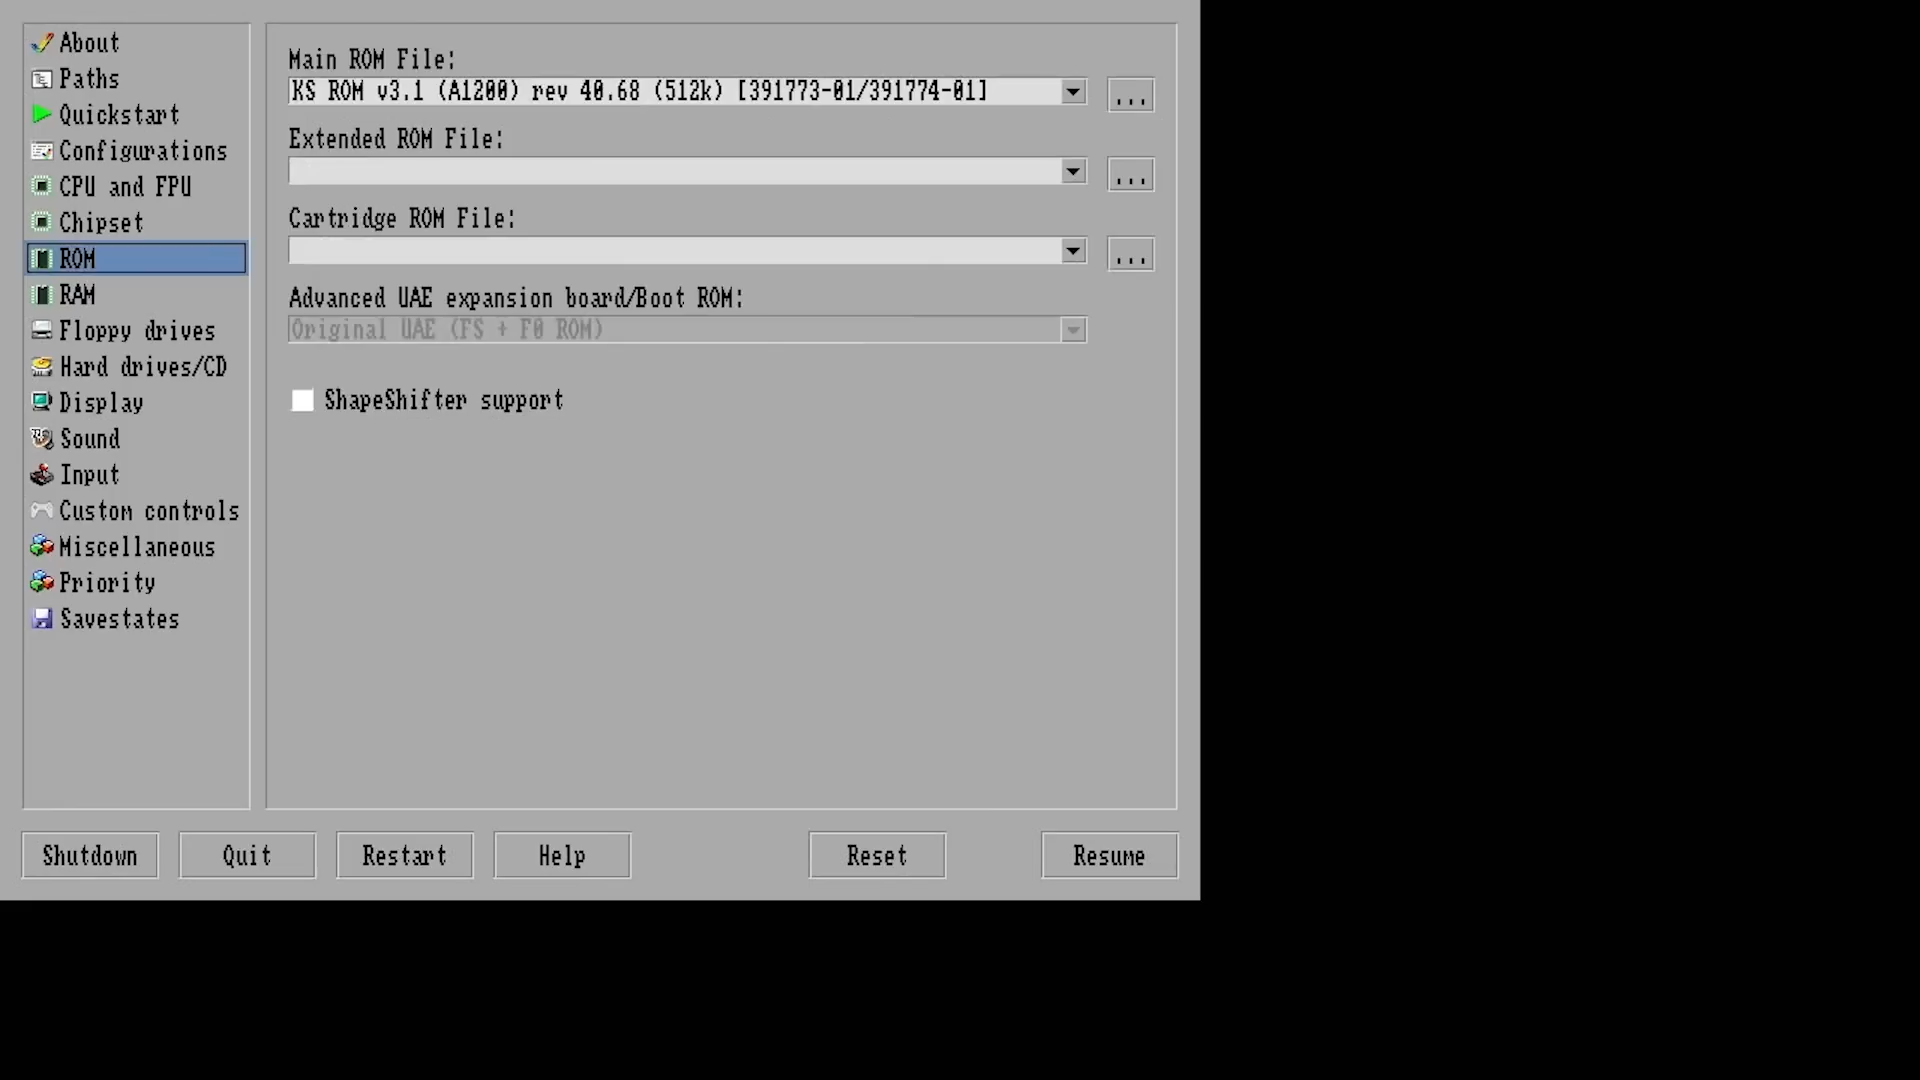 About
Paths
Quickstart
Configurations
CPU and FPU
Chipset
ROM
RAM
Floppy drives
Hard drives/CD
Display
Sound
Input
Custom controls
Miscellaneous
Priority
Savestates
Main ROM File:
KS ROM v3.1 (A1200) rev 40.68 (512k) [391773-01/391774-01]
...
Extended ROM File:
...
Cartridge ROM File:
...
Advanced UAE expansion board/Boot ROM:
Original UAE (FS + F0 ROM)
ShapeShifter support
Shutdown
Quit
Restart
Help
Reset
Resume